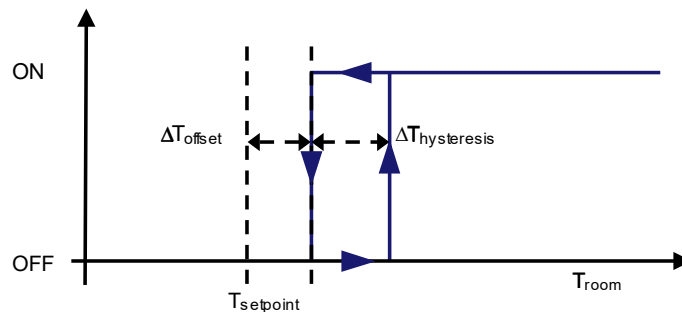 ON
ΔToffset
ΔThysteresis
OFF
Troom
Tsetpoint